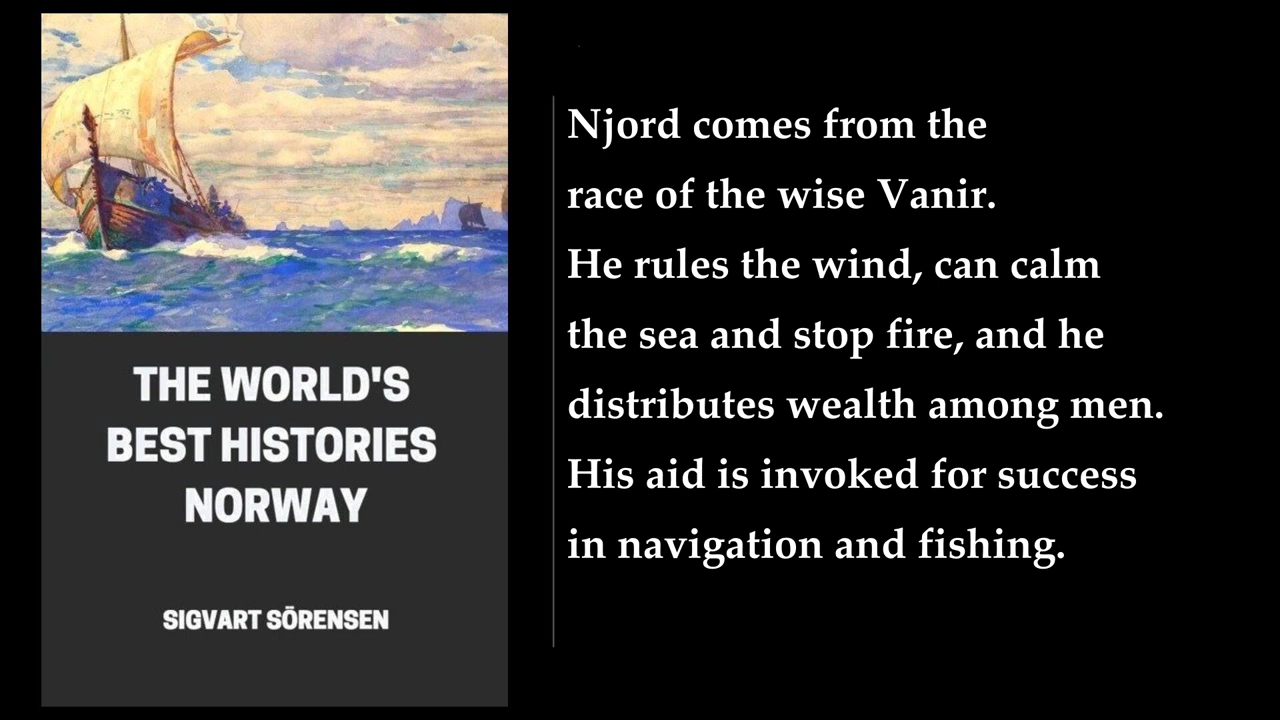 THE WORLD'S
BEST HISTORIES
NORWAY
SIGVART SÖRENSEN
Njord comes from the
race of the wise Vanir.
He rules the wind, can calm
the sea and stop fire, and he
distributes wealth among men.
His aid is invoked for success
in navigation and fishing.